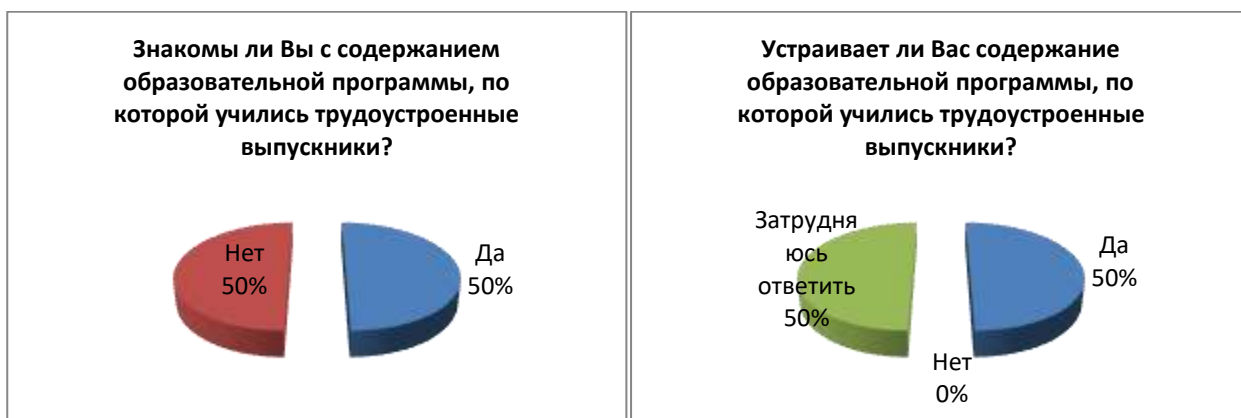 Знакомы ли Вы с содержанием
образовательной программы, по
которой учились трудоустроенные
выпускники?
Нет
50%
Да
50%
Устраивает ли Вас содержание
образовательной программы, по
которой учились трудоустроенные
выпускники?
Затрудня
юсь
ответить
50%
Да
50%
Нет
0%